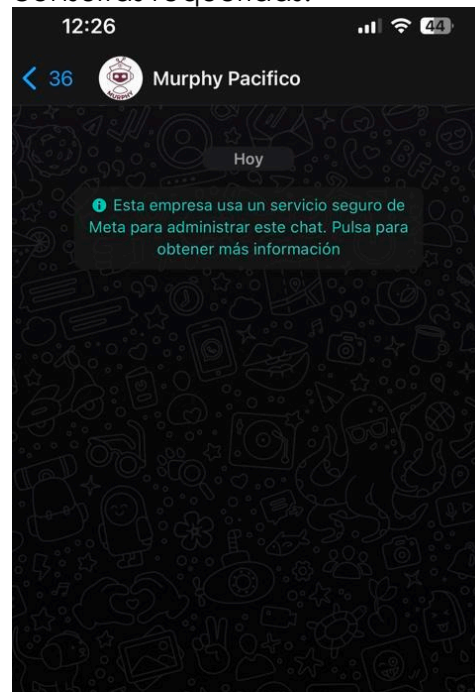 12:26
44
36
MURPHY
Murphy Pacifico
Hoy
Esta empresa usa un servicio seguro de
Meta para administrar este chat. Pulsa para
obtener más información